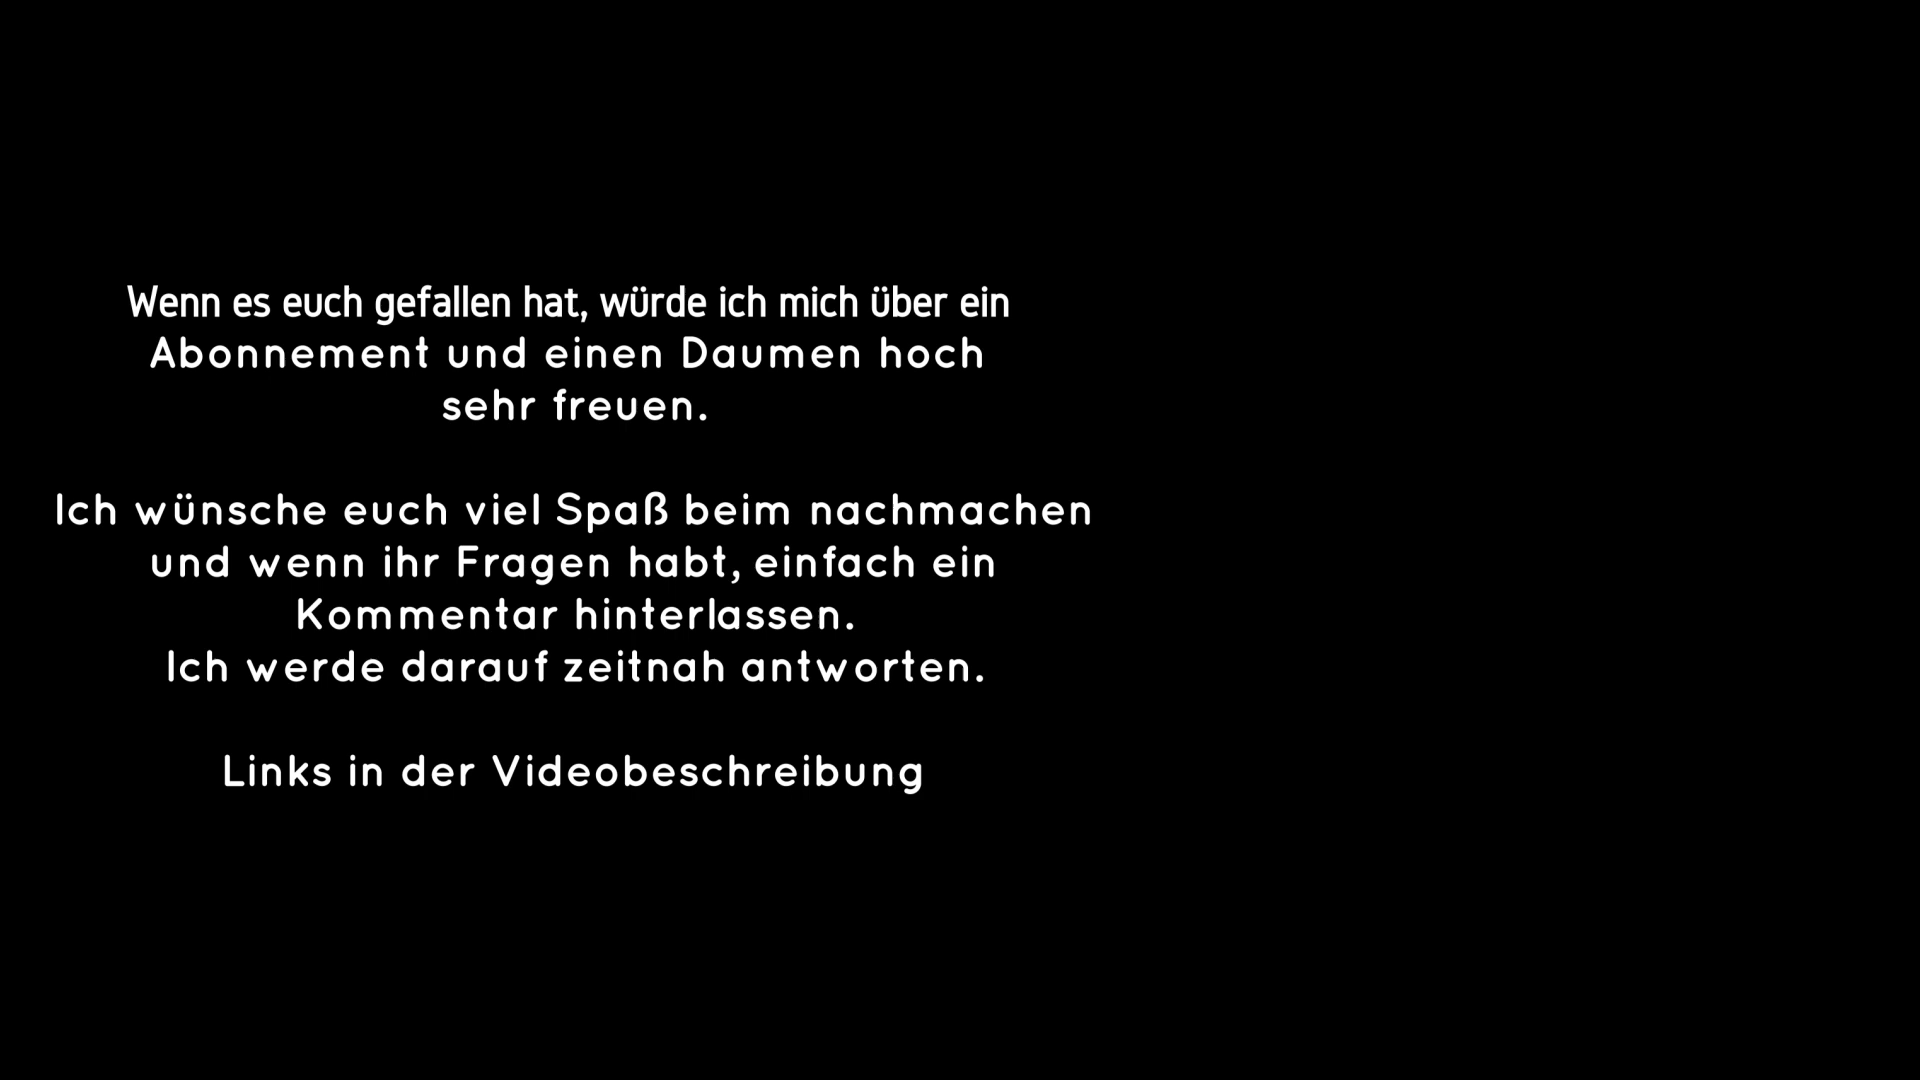 Wenn es euch gefallen hat, würde ich mich über ein
Abonnement und einen Daumen hoch
sehr freuen.
Ich wünsche euch viel Spaß beim nachmachen
und wenn ihr Fragen habt, einfach ein
Kommentar hinterlassen.
Ich werde darauf zeitnah antworten.
Links in der Videobeschreibung